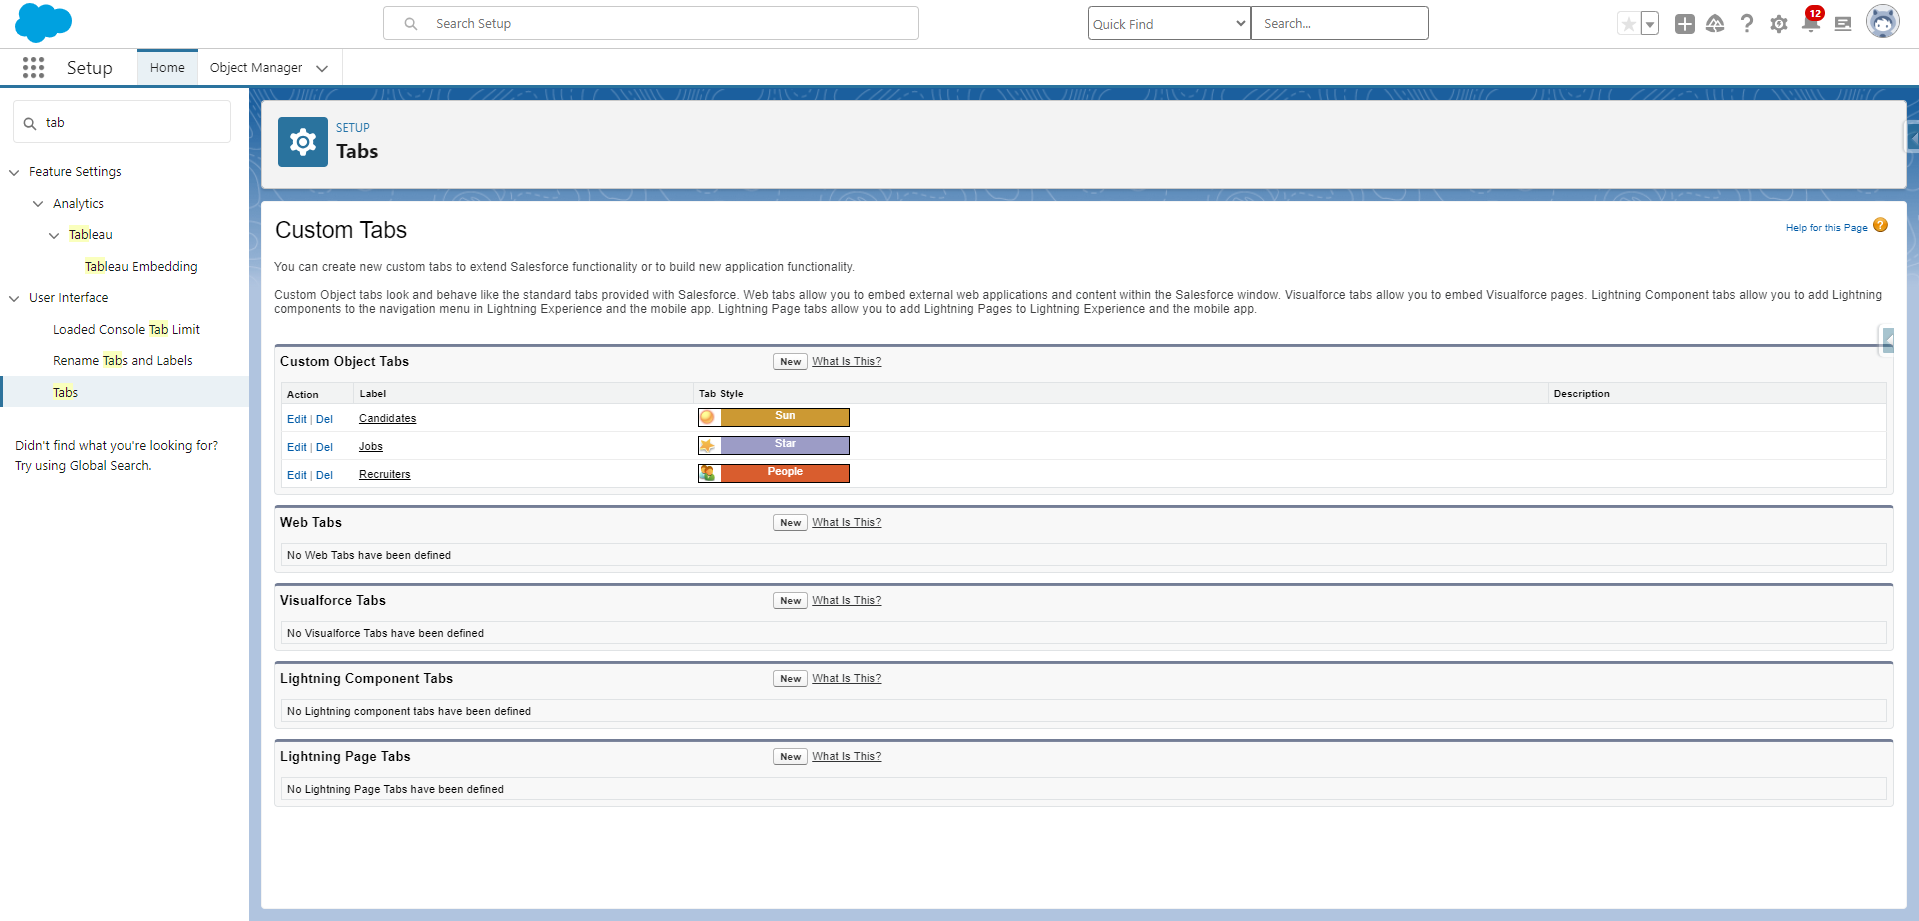 Search Setup
Quick Find
Search...
12
Setup
Home
Object Manager
tab
Feature Settings
Analytics
Tableau
Tableau Embedding
User Interface
Loaded Console Tab Limit
Rename Tabs and Labels
Tabs
Didn't find what you're looking for?
Try using Global Search.
SETUP
Tabs
Custom Tabs
Help for this Page
You can create new custom tabs to extend Salesforce functionality or to build new application functionality.
Custom Object tabs look and behave like the standard tabs provided with Salesforce. Web tabs allow you to embed external web applications and content within the Salesforce window. Visualforce tabs allow you to embed Visualforce pages. Lightning Component tabs allow you to add Lightning
components to the navigation menu in Lightning Experience and the mobile app. Lightning Page tabs allow you to add Lightning Pages to Lightning Experience and the mobile app.
Custom Object Tabs New What Is This?
Action Label Tab Style Description
Edit | Del Candidates Sun
Edit | Del Jobs Star
Edit | Del Recruiters People
Web Tabs New What Is This?
No Web Tabs have been defined
Visualforce Tabs New What Is This?
No Visualforce Tabs have been defined
Lightning Component Tabs New What Is This?
No Lightning component tabs have been defined
Lightning Page Tabs New What Is This?
No Lightning Page Tabs have been defined